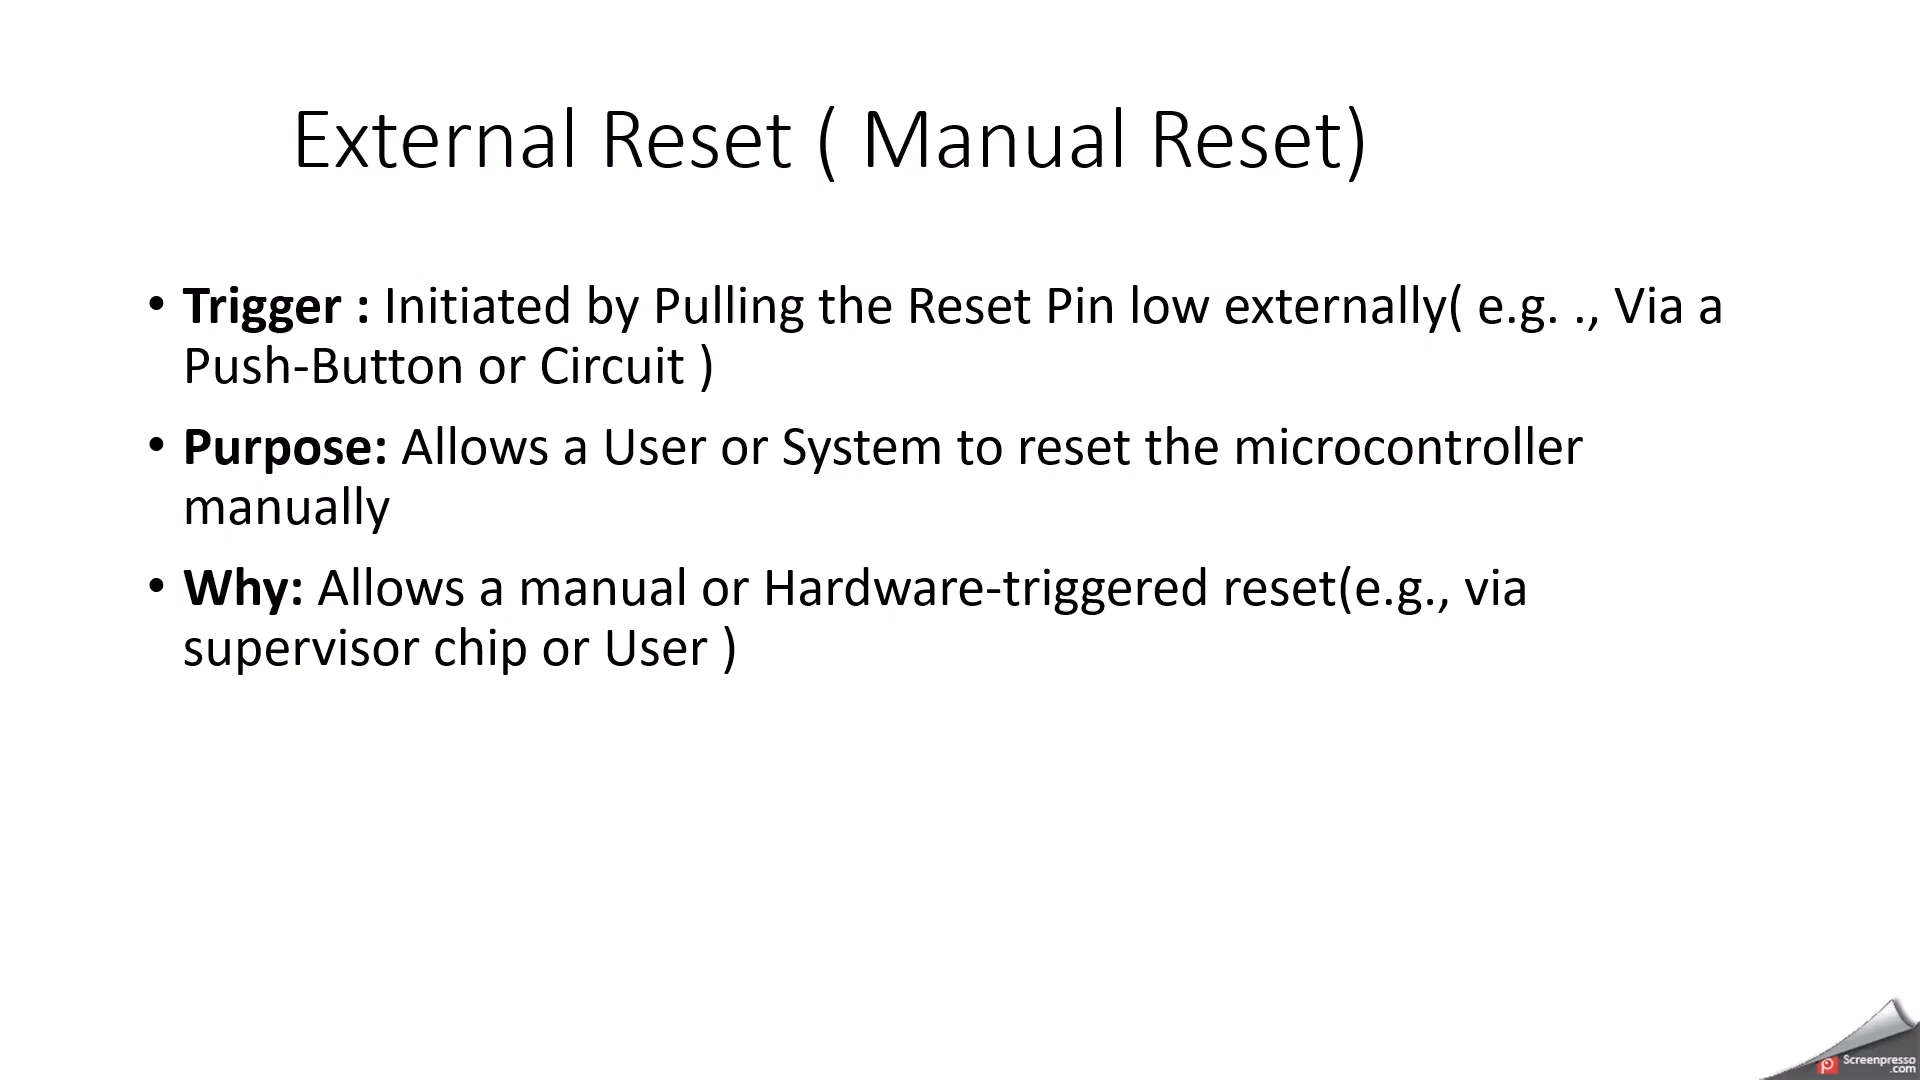 External Reset ( Manual Reset)
• Trigger : Initiated by Pulling the Reset Pin low externally( e.g. ., Via a
Push-Button or Circuit )
• Purpose: Allows a User or System to reset the microcontroller
manually
• Why: Allows a manual or Hardware-triggered reset(e.g., via
supervisor chip or User )
Screenpresso
.com